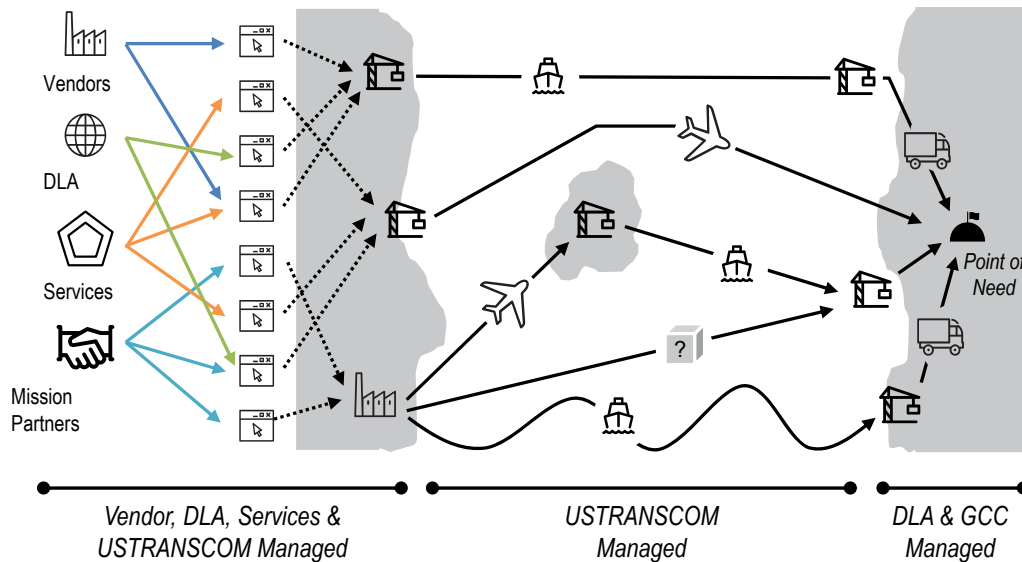 Vendors
DLA
Services
Mission
Partners
?
Point of
Need
Vendor, DLA, Services &
USTRANSCOM Managed
USTRANSCOM
Managed
DLA & GCC
Managed